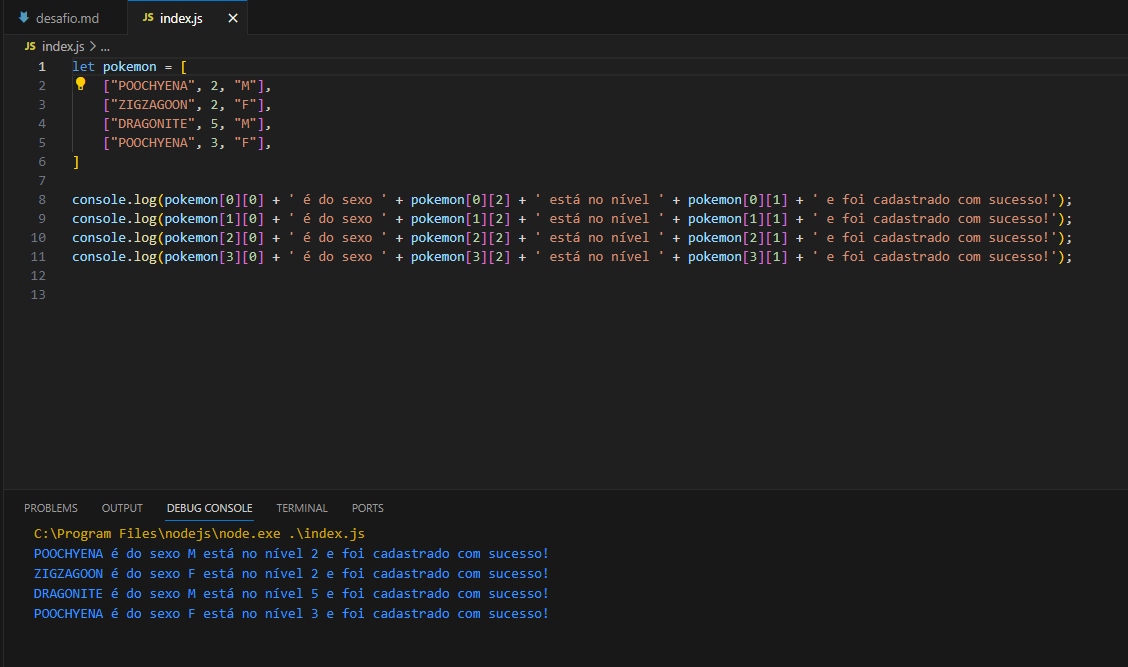 desafio.md
JS index.js ×
JS index.js > ...
1 let pokemon = [
2 ["POOCHYENA", 2, "M"],
3 ["ZIGZAGOON", 2, "F"],
4 ["DRAGONITE", 5, "M"],
5 ["POOCHYENA", 3, "F"],
6 ]
7
8 console.log(pokemon[0][0] + ' é do sexo ' + pokemon[0][2] + ' está no nível ' + pokemon[0][1] + ' e foi cadastrado com sucesso!');
9 console.log(pokemon[1][0] + ' é do sexo ' + pokemon[1][2] + ' está no nível ' + pokemon[1][1] + ' e foi cadastrado com sucesso!');
10 console.log(pokemon[2][0] + ' é do sexo ' + pokemon[2][2] + ' está no nível ' + pokemon[2][1] + ' e foi cadastrado com sucesso!');
11 console.log(pokemon[3][0] + ' é do sexo ' + pokemon[3][2] + ' está no nível ' + pokemon[3][1] + ' e foi cadastrado com sucesso!');
12
13
PROBLEMS OUTPUT DEBUG CONSOLE TERMINAL PORTS
C:\Program Files\nodejs\node.exe .\index.js
POOCHYENA é do sexo M está no nível 2 e foi cadastrado com sucesso!
ZIGZAGOON é do sexo F está no nível 2 e foi cadastrado com sucesso!
DRAGONITE é do sexo M está no nível 5 e foi cadastrado com sucesso!
POOCHYENA é do sexo F está no nível 3 e foi cadastrado com sucesso!